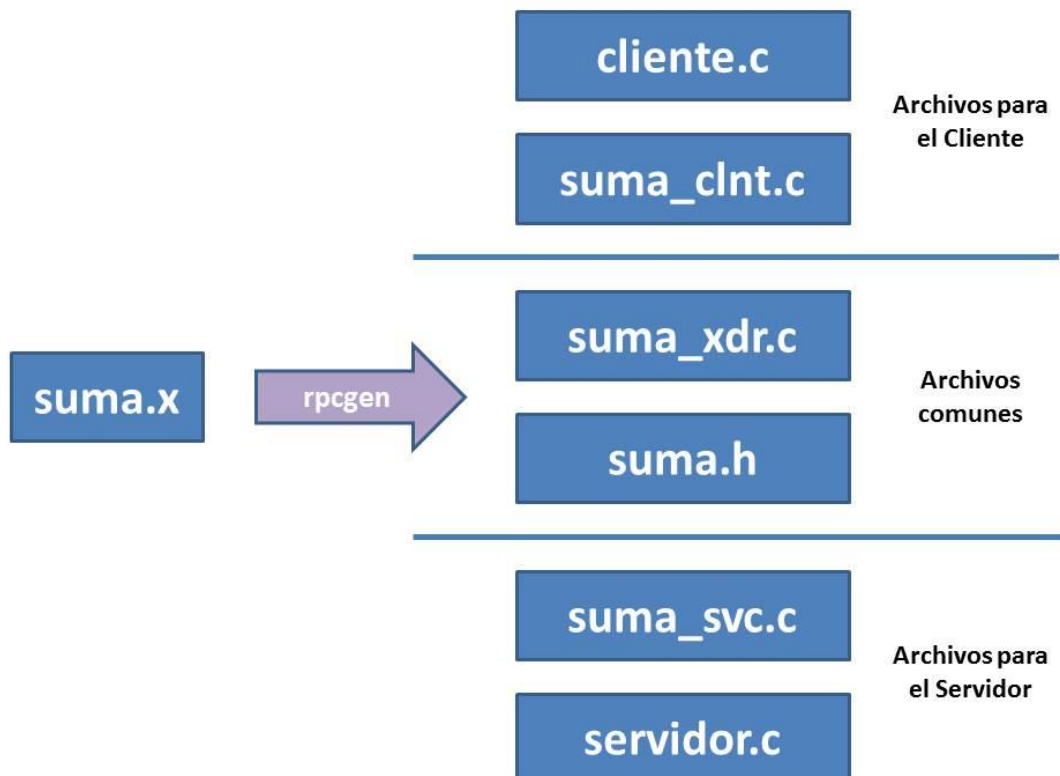 cliente.c
Archivos para
el Cliente
suma_clnt.c
suma_xdr.c
suma.x
rpcgen
Archivos
comunes
suma.h
suma_svc.c
Archivos para
el Servidor
servidor.c